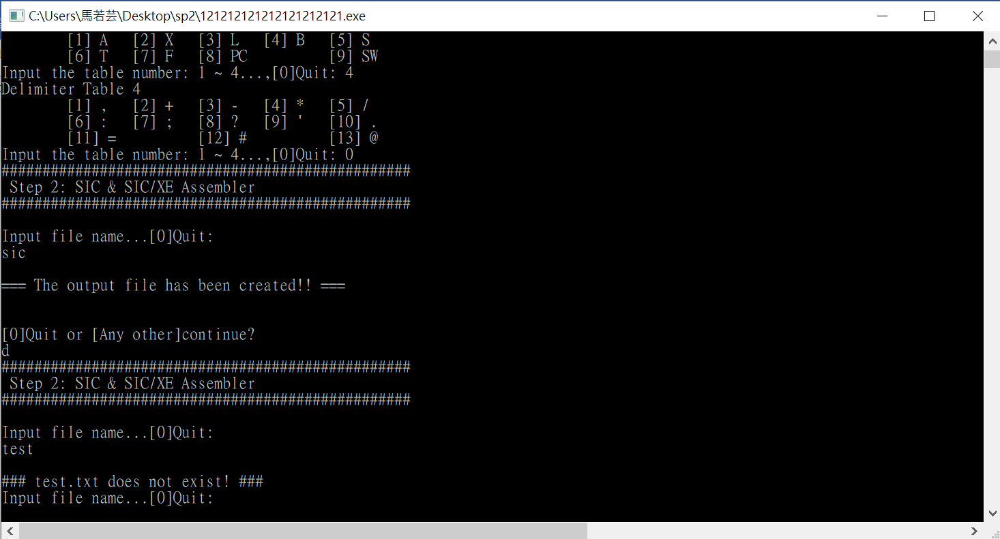 C:\Users\馬若芸\Desktop\sp2\121212121212121212121.exe
[1] A [2] X [3] L [4] B [5] S
[6] T [7] F [8] PC [9] SW
Input the table number: 1 ~ 4...,[0]Quit: 4
Delimiter Table 4
[1] , [2] + [3] - [4] * [5] /
[6] : [7] ; [8] ? [9] ' [10] .
[11] = [12] # [13] @
Input the table number: 1 ~ 4...,[0]Quit: 0
##################################################
Step 2: SIC & SIC/XE Assembler
##################################################
Input file name...[0]Quit:
sic
=== The output file has been created!! ===
[0]Quit or [Any other]continue?
d
##################################################
Step 2: SIC & SIC/XE Assembler
##################################################
Input file name...[0]Quit:
test
### test.txt does not exist! ###
Input file name...[0]Quit: